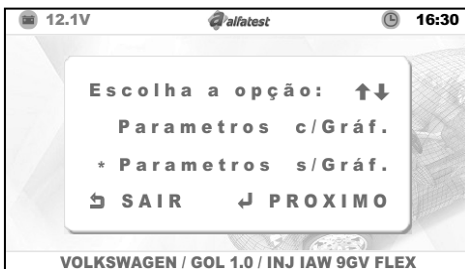 12.1V alfatest 16:30
Escolha a opção:
Parametros c/Gráf.
* Parametros s/Gráf.
SAIR PROXIMO
VOLKSWAGEN / GOL 1.0 / INJ IAW 9GV FLEX